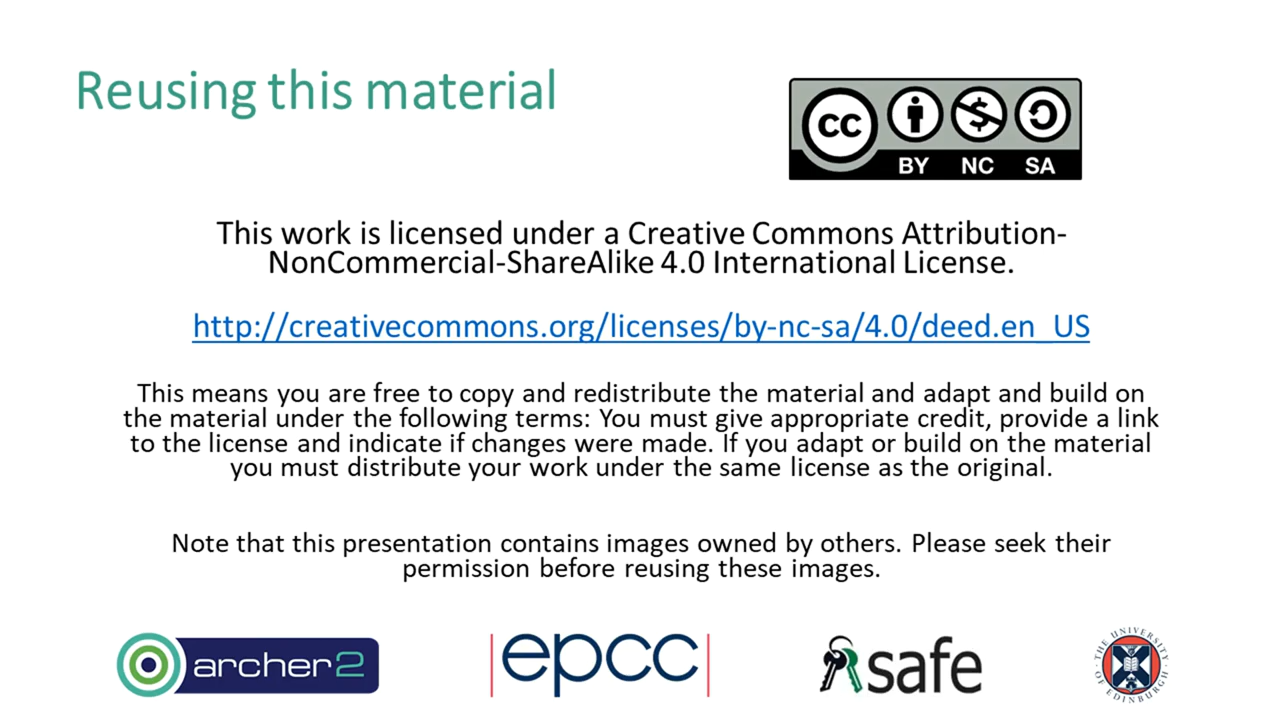 Reusing this material
CC
BY NC SA
This work is licensed under a Creative Commons Attribution-
NonCommercial-ShareAlike 4.0 International License.
http://creativecommons.org/licenses/by-nc-sa/4.0/deed.en_US
This means you are free to copy and redistribute the material and adapt and build on
the material under the following terms: You must give appropriate credit, provide a link
to the license and indicate if changes were made. If you adapt or build on the material
you must distribute your work under the same license as the original.
Note that this presentation contains images owned by others. Please seek their
permission before reusing these images.
archer2
|epcc|
safe
THE UNIVERSITY OF EDINBURGH